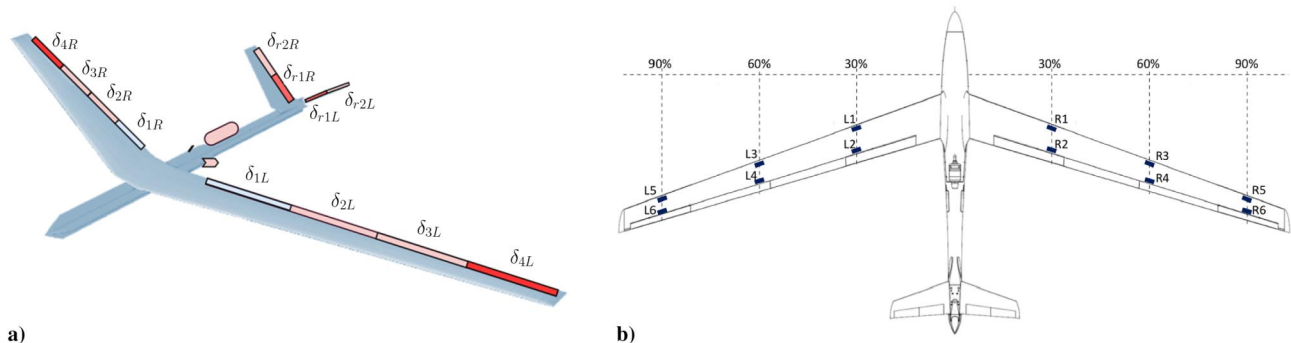 δ4R
δ3R
δ2R
δ1R
δr2R
δr1R
δr2L
δr1L
δ1L
δ2L
δ3L
δ4L
a)
90% 60% 30% 30% 60% 90%
L1 R1
L2 R2
L3 R3
L4 R4
L5 R5
L6 R6
b)